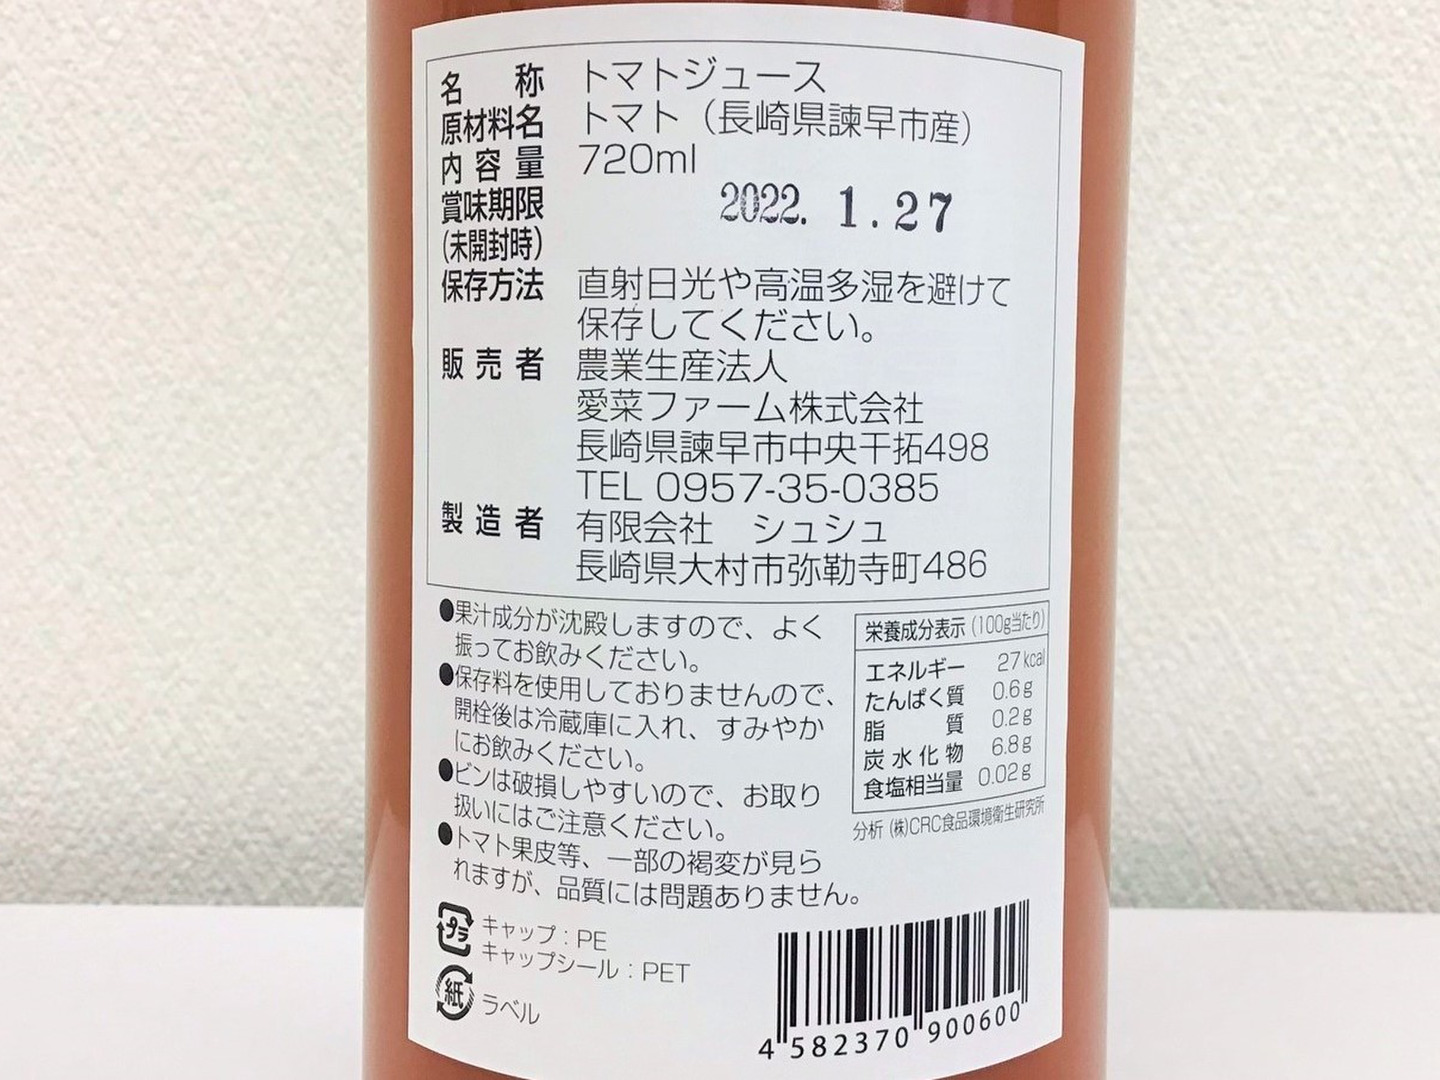 名称 トマトジュース
原材料名 トマト（長崎県諫早市産）
内容量 720ml
賞味期限 2022. 1.27
（未開封時）
保存方法 直射日光や高温多湿を避けて
保存してください。
販売者 農業生産法人
愛菜ファーム株式会社
長崎県諫早市中央干拓498
TEL 0957-35-0385
製造者 有限会社 シュシュ
長崎県大村市弥勒寺町486
●果汁成分が沈殿しますので、よく
振ってお飲みください。
●保存料を使用しておりませんので、
開栓後は冷蔵庫に入れ、すみやか
にお飲みください。
●ビンは破損しやすいので、お取り
扱いにはご注意ください。
●トマト果皮等、一部の褐変が見ら
れますが、品質には問題ありません。
栄養成分表示（100g当たり）
エネルギー 27kcal
たんぱく質 0.6g
脂質 0.2g
炭水化物 6.8g
食塩相当量 0.02g
分析（株）CRC食品環境衛生研究所
プラ キャップ：PE
キャップシール：PET
紙 ラベル
4 582370 900600